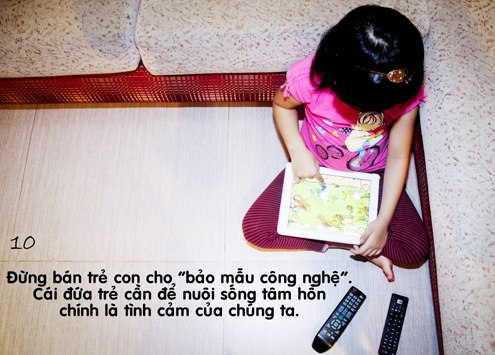 10
Đừng bán trẻ con cho "bảo mẫu công nghệ".
Cái đứa trẻ cần để nuôi sống tâm hồn
chính là tình cảm của chúng ta.